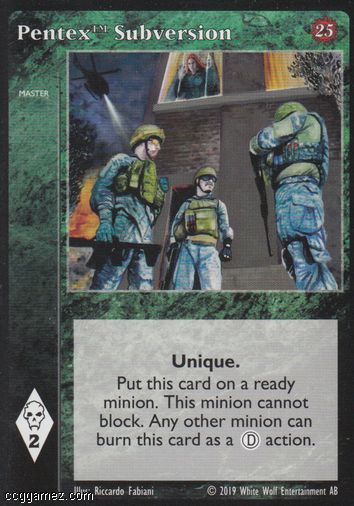 Pentex™ Subversion
25
MASTER
Unique.
Put this card on a ready
minion. This minion cannot
block. Any other minion can
burn this card as a Ⓓ action.
2
Illus: Riccardo Fabiani
© 2019 White Wolf Entertainment AB
ccygamez.com